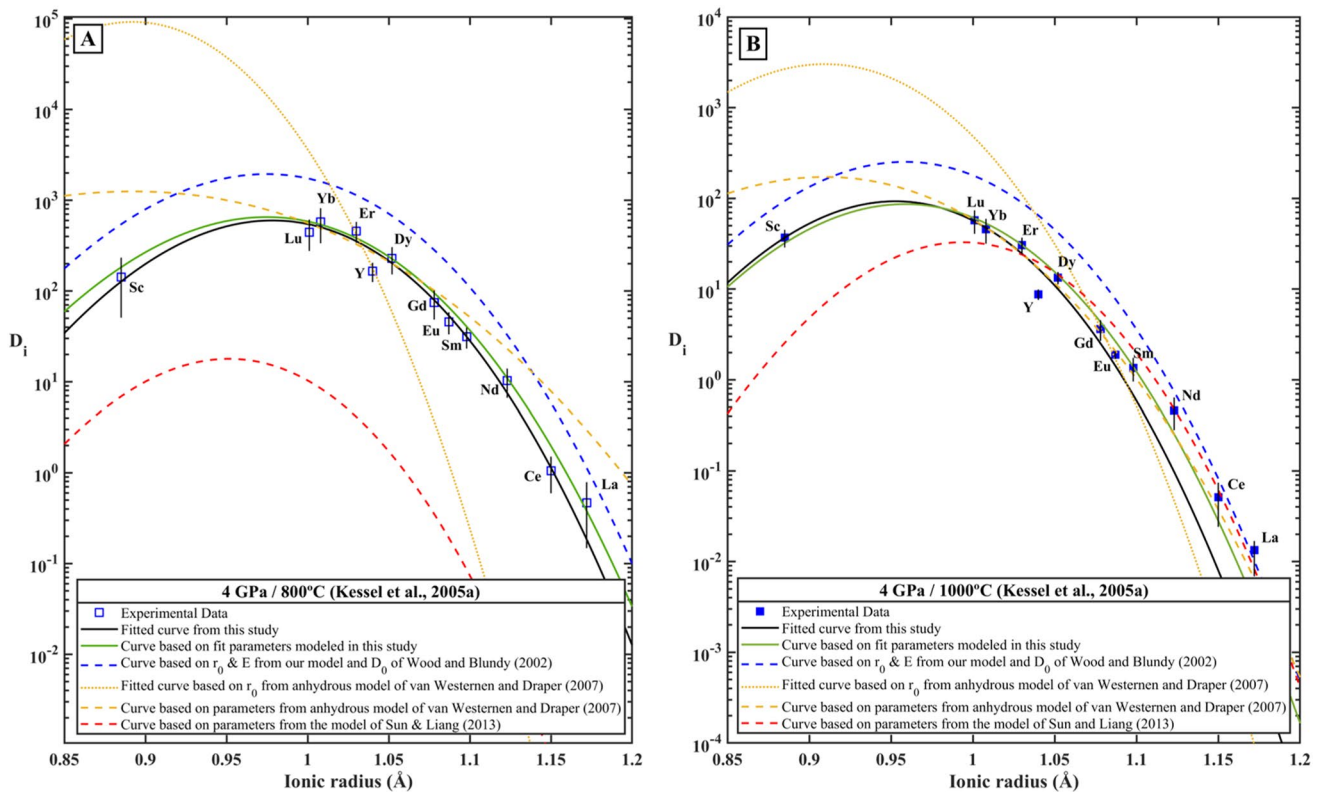 A
10^5
10^4
10^3
10^2
10^1
10^0
10^-1
10^-2
D_i
Sc
Lu
Yb
Y
Er
Dy
Gd
Eu
Sm
Nd
Ce
La
4 GPa / 800ºC (Kessel et al., 2005a)
Experimental Data
Fitted curve from this study
Curve based on fit parameters modeled in this study
Curve based on r_0 & E from our model and D_0 of Wood and Blundy (2002)
Fitted curve based on r_0 from anhydrous model of van Westernen and Draper (2007)
Curve based on parameters from anhydrous model of van Westernen and Draper (2007)
Curve based on parameters from the model of Sun & Liang (2013)
0.85 0.9 0.95 1 1.05 1.1 1.15 1.2
Ionic radius (Å)
B
10^4
10^3
10^2
10^1
10^0
10^-1
10^-2
10^-3
10^-4
D_i
Sc
Lu
Yb
Er
Y
Dy
Gd
Eu
Sm
Nd
Ce
La
4 GPa / 1000ºC (Kessel et al., 2005a)
Experimental Data
Fitted curve from this study
Curve based on fit parameters modeled in this study
Curve based on r_0 & E from our model and D_0 of Wood and Blundy (2002)
Fitted curve based on r_0 from anhydrous model of van Westernen and Draper (2007)
Curve based on parameters from anhydrous model of van Westernen and Draper (2007)
Curve based on parameters from the model of Sun and Liang (2013)
0.85 0.9 0.95 1 1.05 1.1 1.15 1.2
Ionic radius (Å)